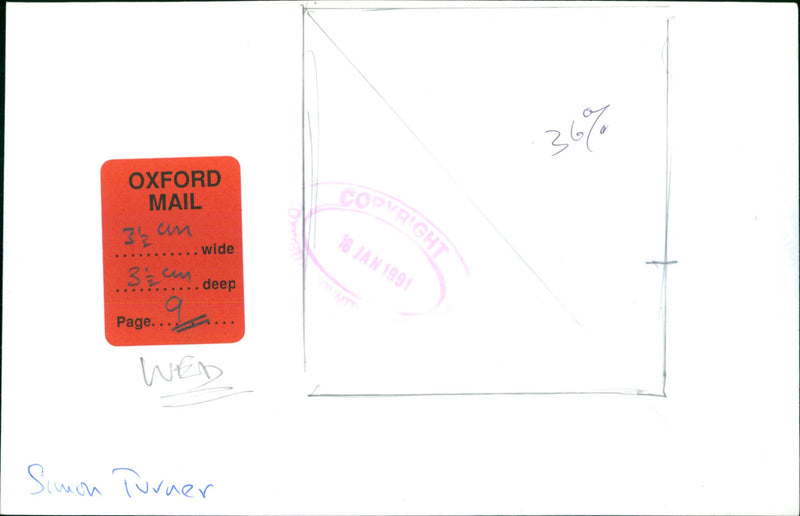 36%
OXFORD
MAIL
3½ cm wide
3½ cm deep
Page....9....
COPYRIGHT
18 JAN 1991
WED
Simon Turner